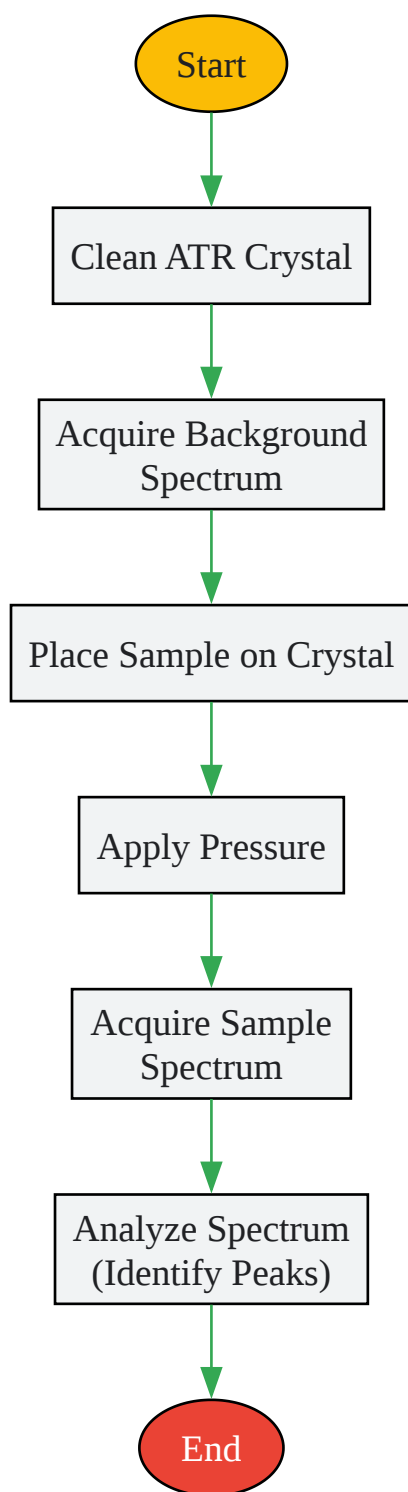 Start
Clean ATR Crystal
Acquire Background
Spectrum
Place Sample on Crystal
Apply Pressure
Acquire Sample
Spectrum
Analyze Spectrum
(Identify Peaks)
End